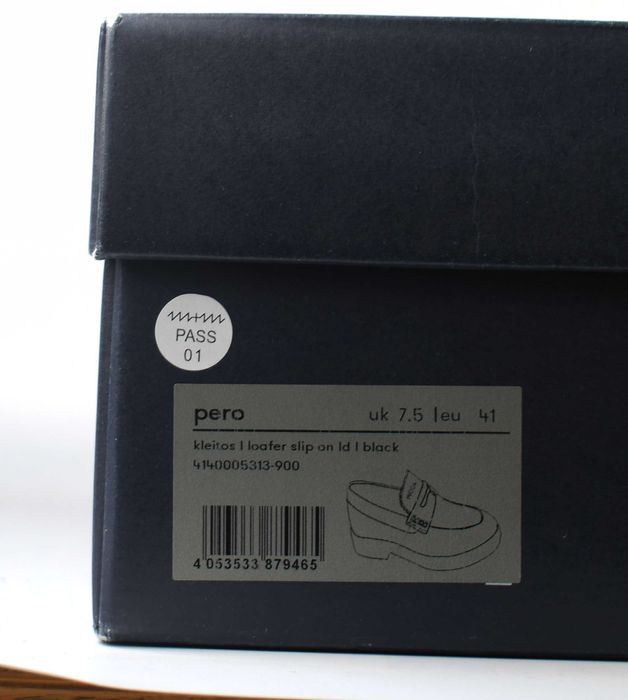 PASS
01
pero uk 7.5 | eu 41
kleitos | loafer slip on ld | black
4140005313-900
4 053533 879465